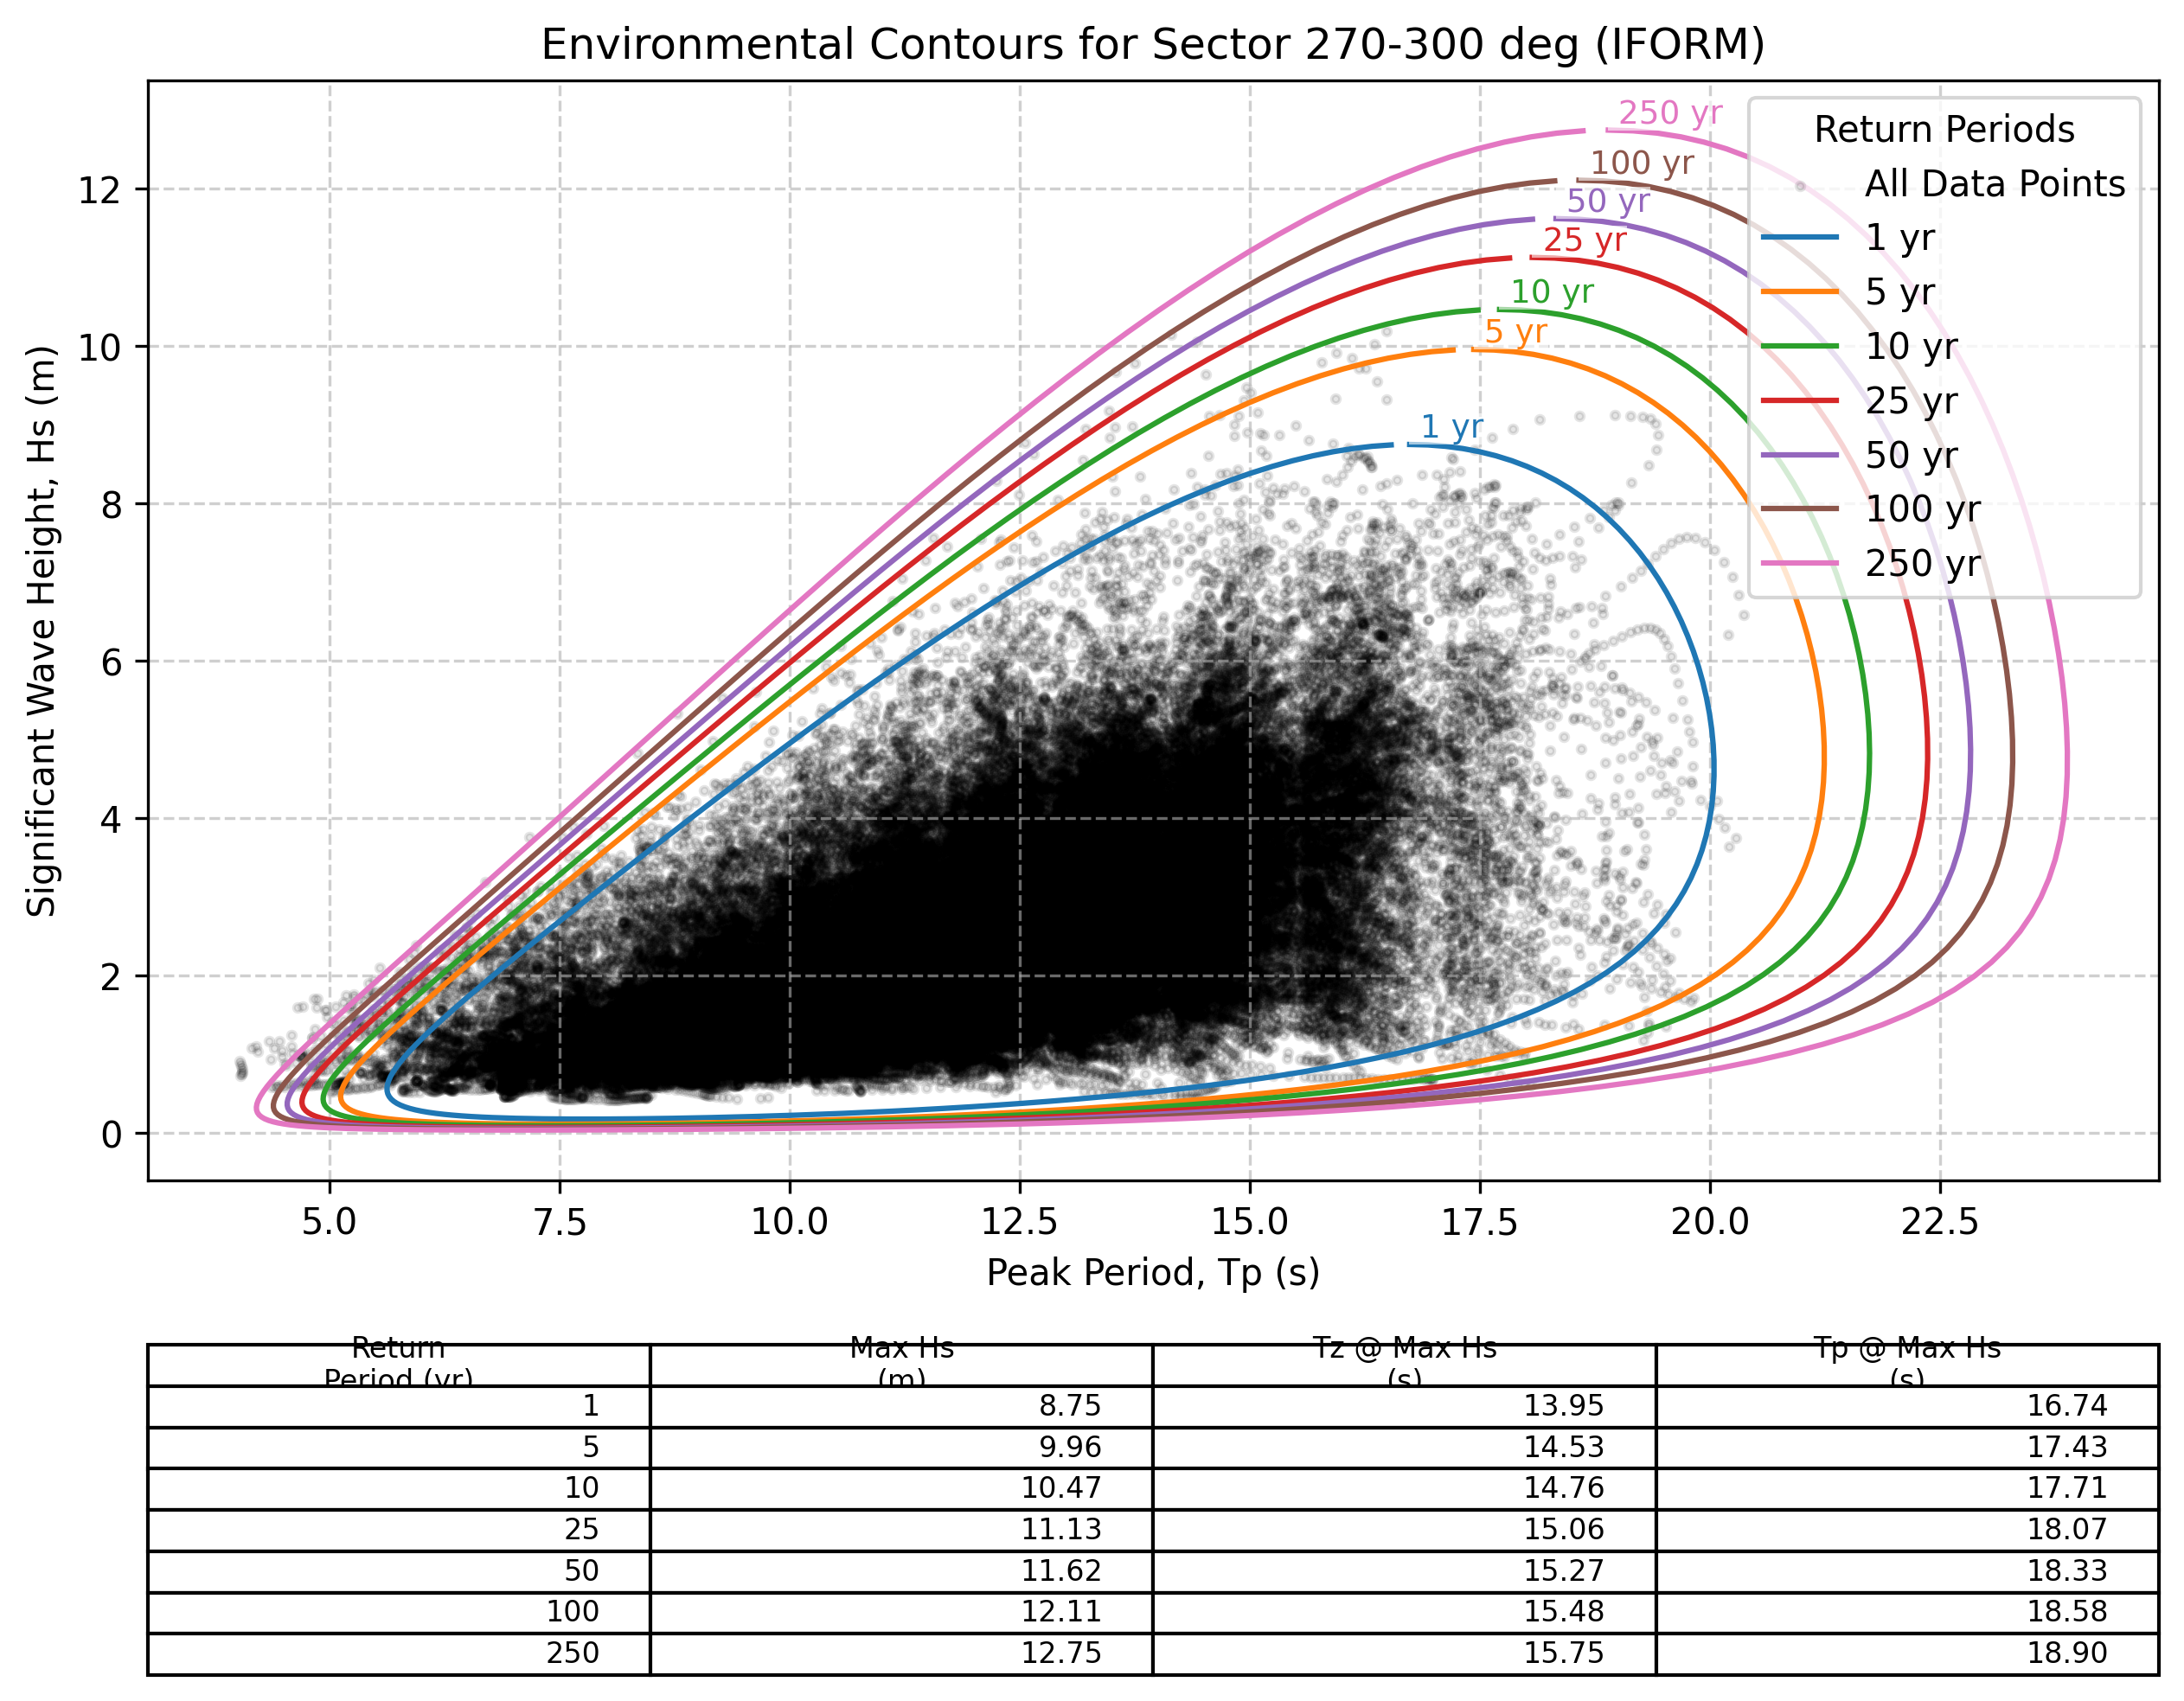 Environmental Contours for Sector 270-300 deg (IFORM)
250 yr
100 yr
50 yr
25 yr
10 yr
5 yr
1 yr
Return Periods
All Data Points
1 yr
5 yr
10 yr
25 yr
50 yr
100 yr
250 yr
Significant Wave Height, Hs (m)
12
10
8
6
4
2
0
5.0 7.5 10.0 12.5 15.0 17.5 20.0 22.5
Peak Period, Tp (s)
Return Max Hs Tz @ Max Hs Tp @ Max Hs
Period (yr) (m) (s) (s)
1 8.75 13.95 16.74
5 9.96 14.53 17.43
10 10.47 14.76 17.71
25 11.13 15.06 18.07
50 11.62 15.27 18.33
100 12.11 15.48 18.58
250 12.75 15.75 18.90